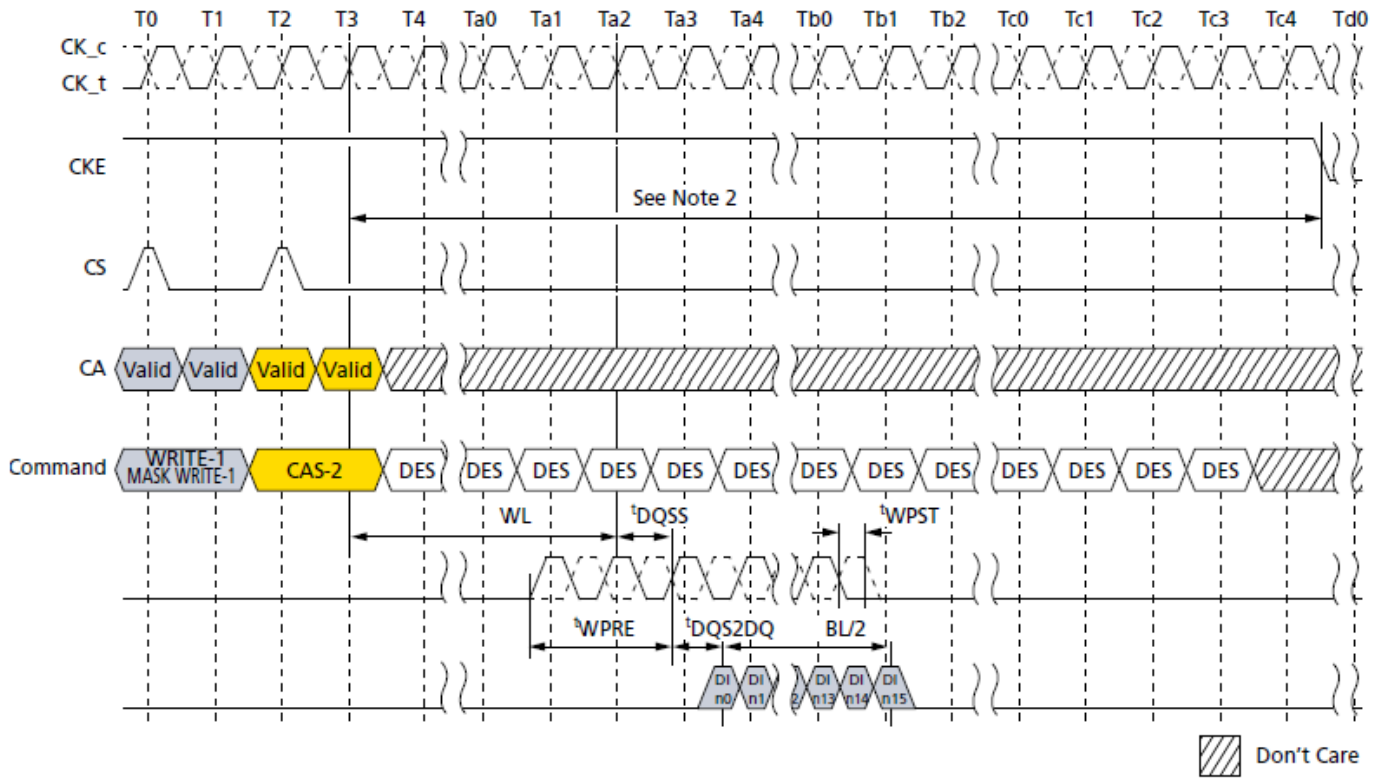 T0 T1 T2 T3 T4 Ta0 Ta1 Ta2 Ta3 Ta4 Tb0 Tb1 Tb2 Tc0 Tc1 Tc2 Tc3 Tc4 Td0
CK_c
CK_t
CKE
See Note 2
CS
CA Valid Valid Valid Valid
WRITE-1
Command MASK WRITE-1 CAS-2 DES DES DES DES DES DES DES DES DES DES DES DES DES
WL tDQSS tWPST
tWPRE tDQS2DQ BL/2
DI DI DI DI DI
n0 n1 2 n13 n14 n15
Don't Care